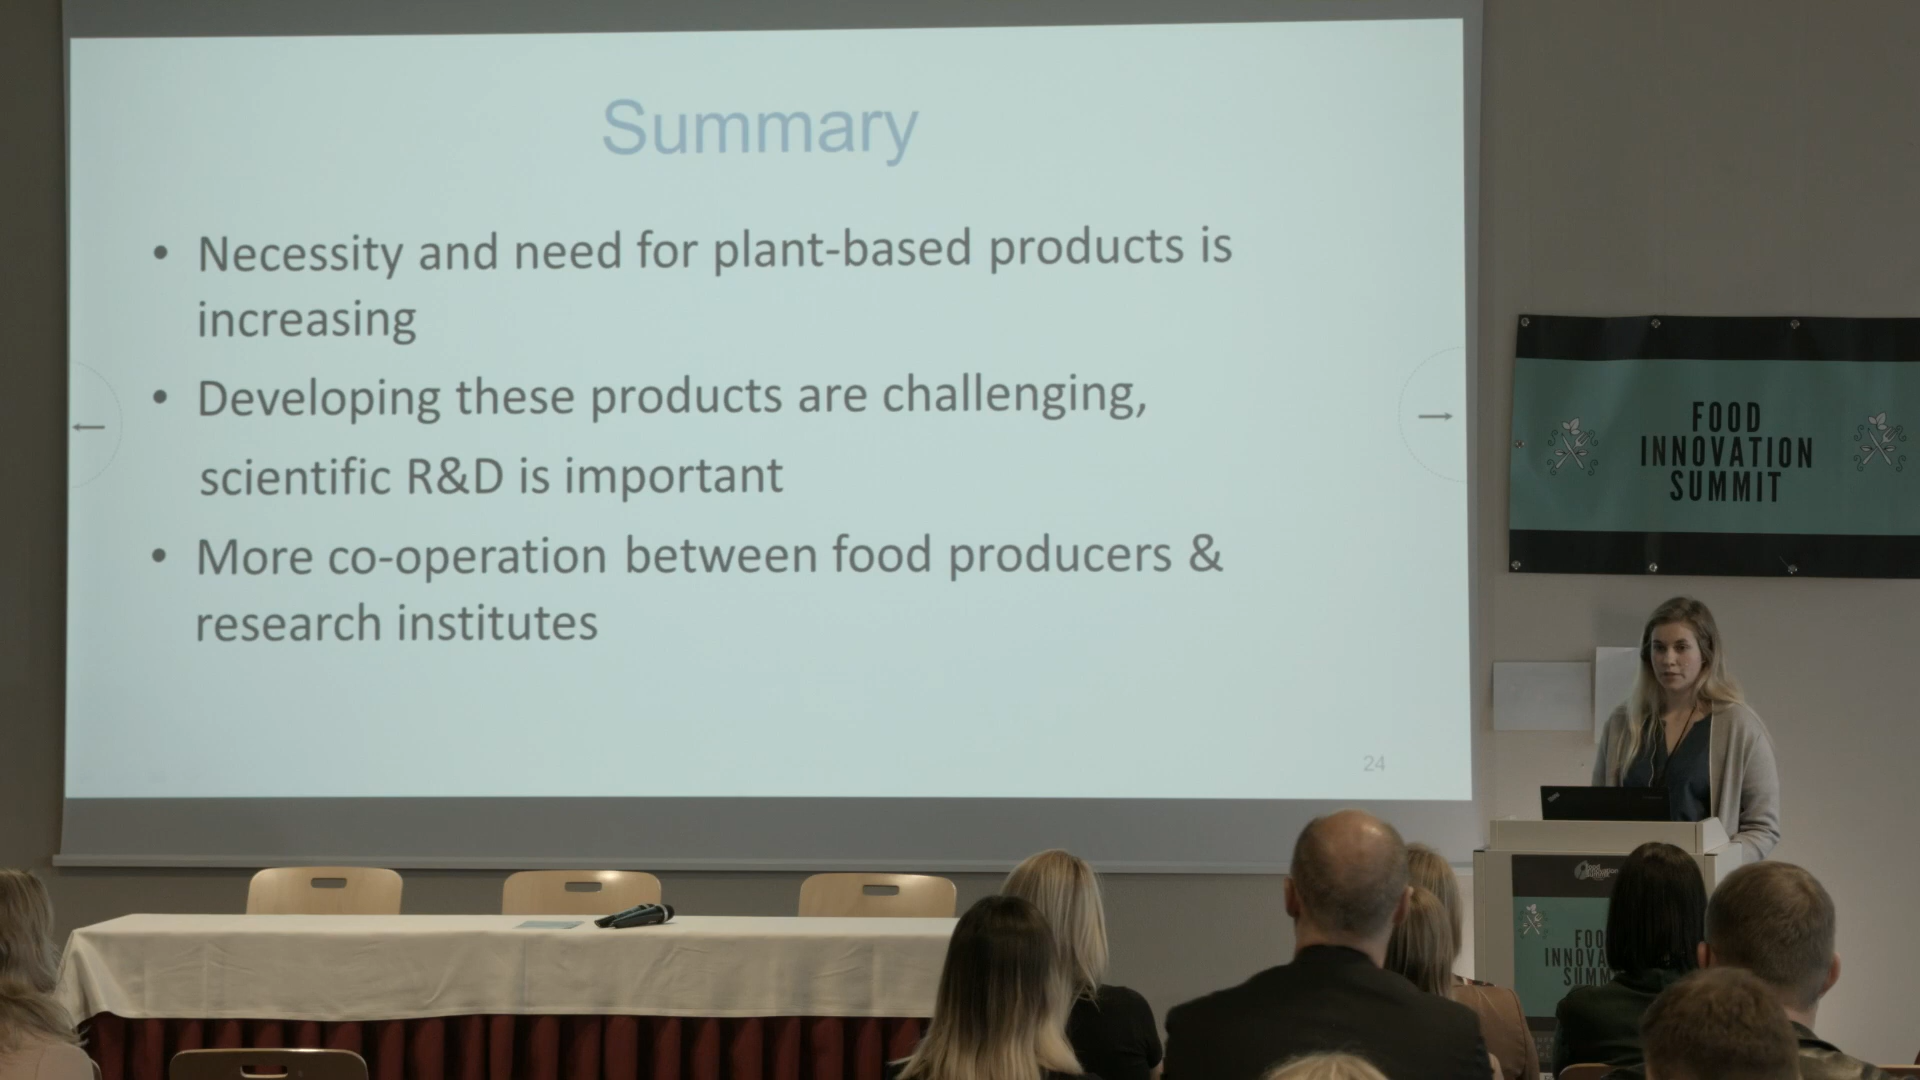 Summary
• Necessity and need for plant-based products is
increasing
• Developing these products are challenging,
scientific R&D is important
• More co-operation between food producers &
research institutes
24
FOOD
INNOVATION
SUMMIT